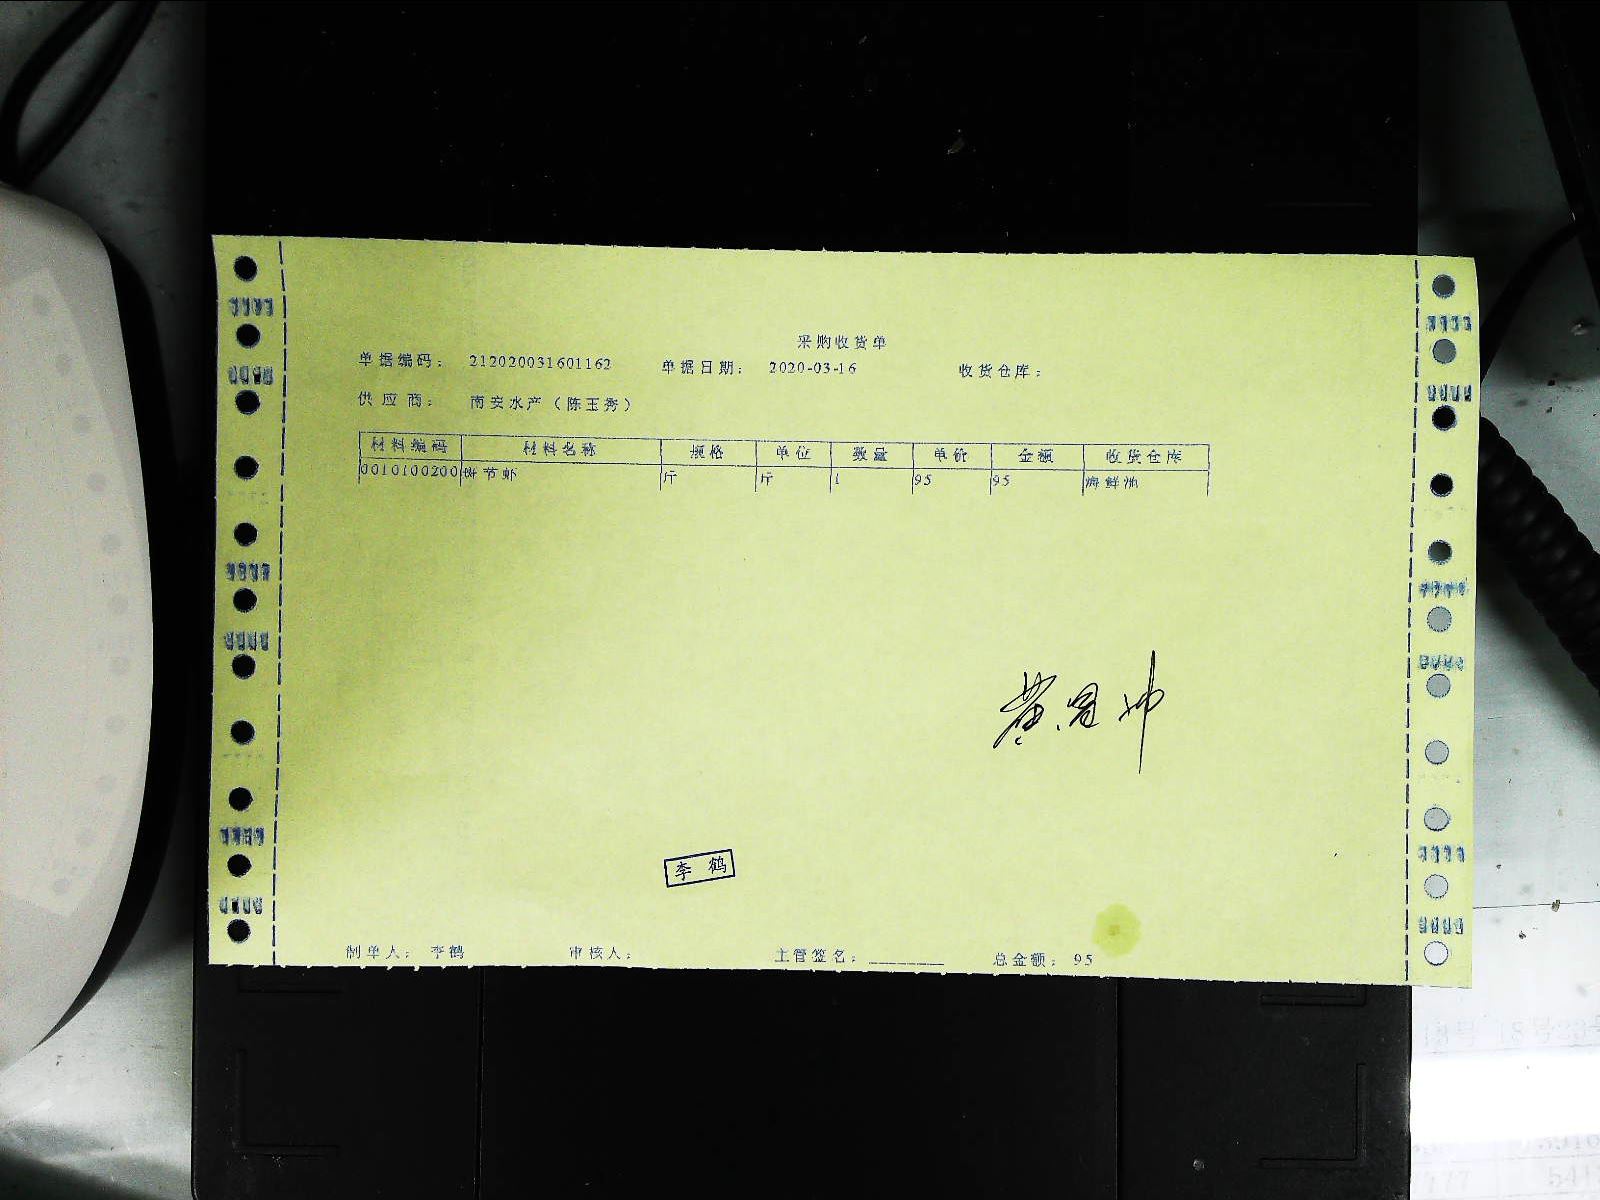 采购收货单
单据编码： 212020031601162 单据日期： 2020-03-16 收货仓库：
供应商： 南安水产（陈玉秀）
材料编码 材料名称 规格 单位 数量 单价 金额 收货仓库
0010100200 节虾 斤 斤 1 95 95 海鲜池
黄
李鹤
制单人： 李鹤 审核人： 主管签名：________ 总金额： 95